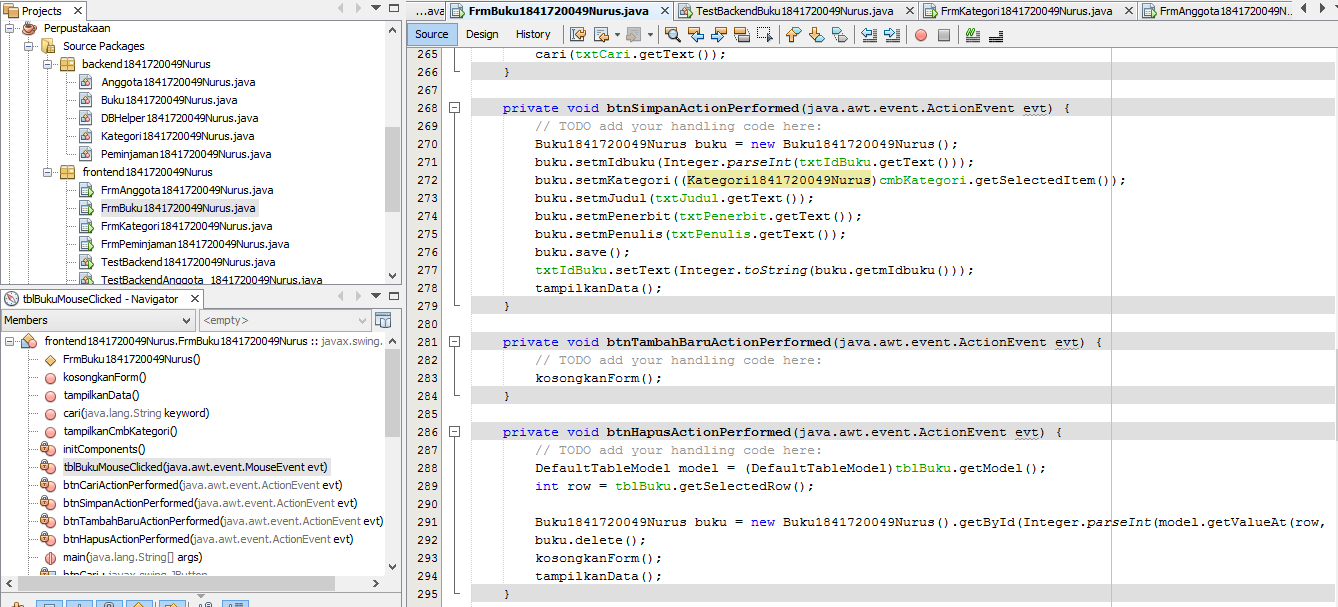 Projects
Perpustakaan
Source Packages
backend1841720049Nurus
Anggota1841720049Nurus.java
Buku1841720049Nurus.java
DBHelper1841720049Nurus.java
Kategori1841720049Nurus.java
Peminjaman1841720049Nurus.java
frontend1841720049Nurus
FrmAnggota1841720049Nurus.java
FrmBuku1841720049Nurus.java
FrmKategori1841720049Nurus.java
FrmPeminjaman1841720049Nurus.java
TestBackend1841720049Nurus.java
TestBackendAnggota_1841720049Nurus.java
tblBukuMouseClicked - Navigator
Members <empty>
frontend1841720049Nurus.FrmBuku1841720049Nurus :: javax.swing.
FrmBuku1841720049Nurus()
kosongkanForm()
tampilkanData()
cari(java.lang.String keyword)
tampilkanCmbKategori()
initComponents()
tblBukuMouseClicked(java.awt.event.MouseEvent evt)
btnCariActionPerformed(java.awt.event.ActionEvent evt)
btnSimpanActionPerformed(java.awt.event.ActionEvent evt)
btnTambahBaruActionPerformed(java.awt.event.ActionEvent evt)
btnHapusActionPerformed(java.awt.event.ActionEvent evt)
main(java.lang.String[] args)
btnCari : javax.swing.JButton
...ava FrmBuku1841720049Nurus.java TestBackendBuku1841720049Nurus.java FrmKategori1841720049Nurus.java FrmAnggota1841720049N...
Source Design History
265 cari(txtCari.getText());
266 }
267
268 private void btnSimpanActionPerformed(java.awt.event.ActionEvent evt) {
269 // TODO add your handling code here:
270 Buku1841720049Nurus buku = new Buku1841720049Nurus();
271 buku.setmIdbuku(Integer.parseInt(txtIdBuku.getText()));
272 buku.setmKategori((Kategori1841720049Nurus)cmbKategori.getSelectedItem());
273 buku.setmJudul(txtJudul.getText());
274 buku.setmPenerbit(txtPenerbit.getText());
275 buku.setmPenulis(txtPenulis.getText());
276 buku.save();
277 txtIdBuku.setText(Integer.toString(buku.getmIdbuku()));
278 tampilkanData();
279 }
280
281 private void btnTambahBaruActionPerformed(java.awt.event.ActionEvent evt) {
282 // TODO add your handling code here:
283 kosongkanForm();
284 }
285
286 private void btnHapusActionPerformed(java.awt.event.ActionEvent evt) {
287 // TODO add your handling code here:
288 DefaultTableModel model = (DefaultTableModel)tblBuku.getModel();
289 int row = tblBuku.getSelectedRow();
290
291 Buku1841720049Nurus buku = new Buku1841720049Nurus().getById(Integer.parseInt(model.getValueAt(row,
292 buku.delete();
293 kosongkanForm();
294 tampilkanData();
295 }